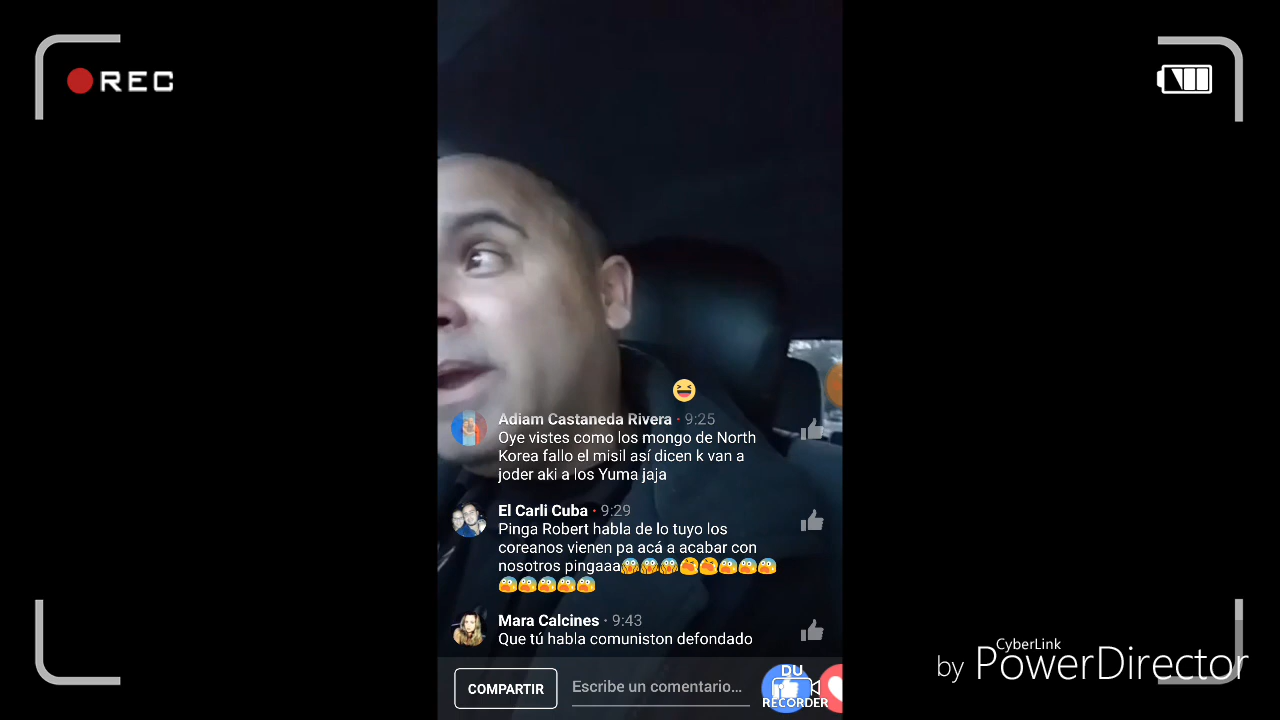 REC
Adiam Castaneda Rivera · 9:25
Oye vistes como los mongo de North
Korea fallo el misil así dicen k van a
joder aki a los Yuma jaja
El Carli Cuba · 9:29
Pinga Robert habla de lo tuyo los
coreanos vienen pa acá a acabar con
nosotros pingaaa😱😱😱😲😲😨😨😨
😨😨😨😨😨
Mara Calcines · 9:43
Que tú habla comuniston defondado
COMPARTIR
Escribe un comentario...
DU
RECORDER
CyberLink
by PowerDirector